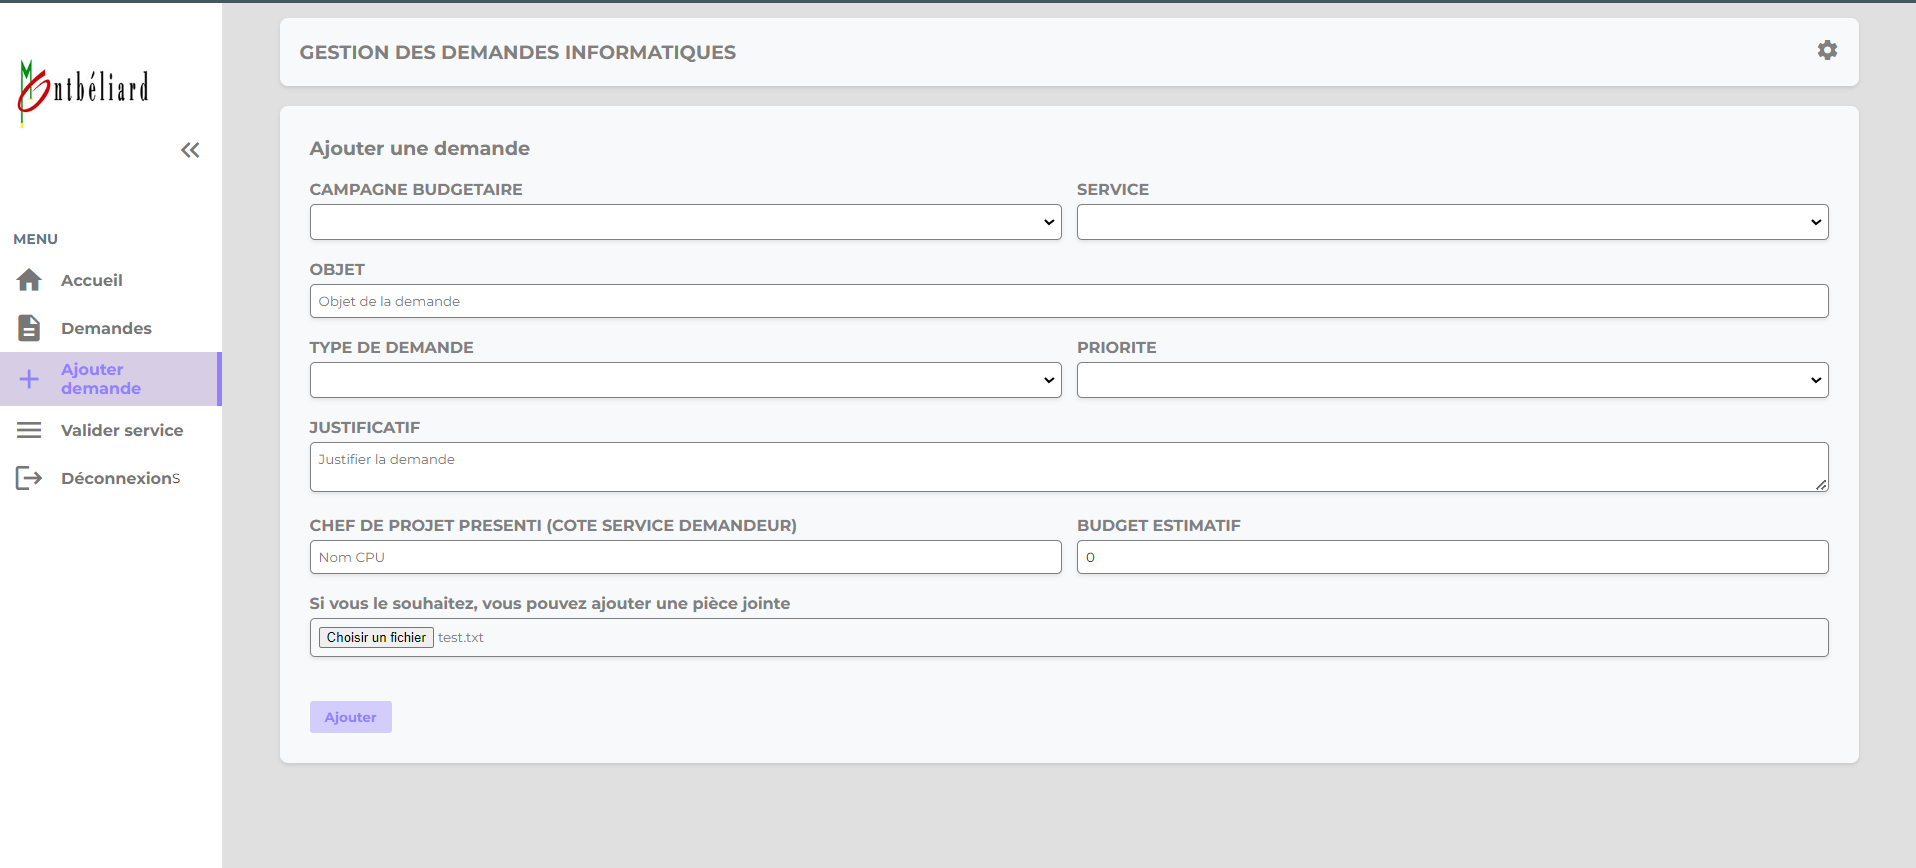 Montbéliard
MENU
Accueil
Demandes
Ajouter
demande
Valider service
Déconnexions
GESTION DES DEMANDES INFORMATIQUES
Ajouter une demande
CAMPAGNE BUDGETAIRE
SERVICE
OBJET
Objet de la demande
TYPE DE DEMANDE
PRIORITE
JUSTIFICATIF
Justifier la demande
CHEF DE PROJET PRESENTI (COTE SERVICE DEMANDEUR)
BUDGET ESTIMATIF
Nom CPU
0
Si vous le souhaitez, vous pouvez ajouter une pièce jointe
Choisir un fichier test.txt
Ajouter